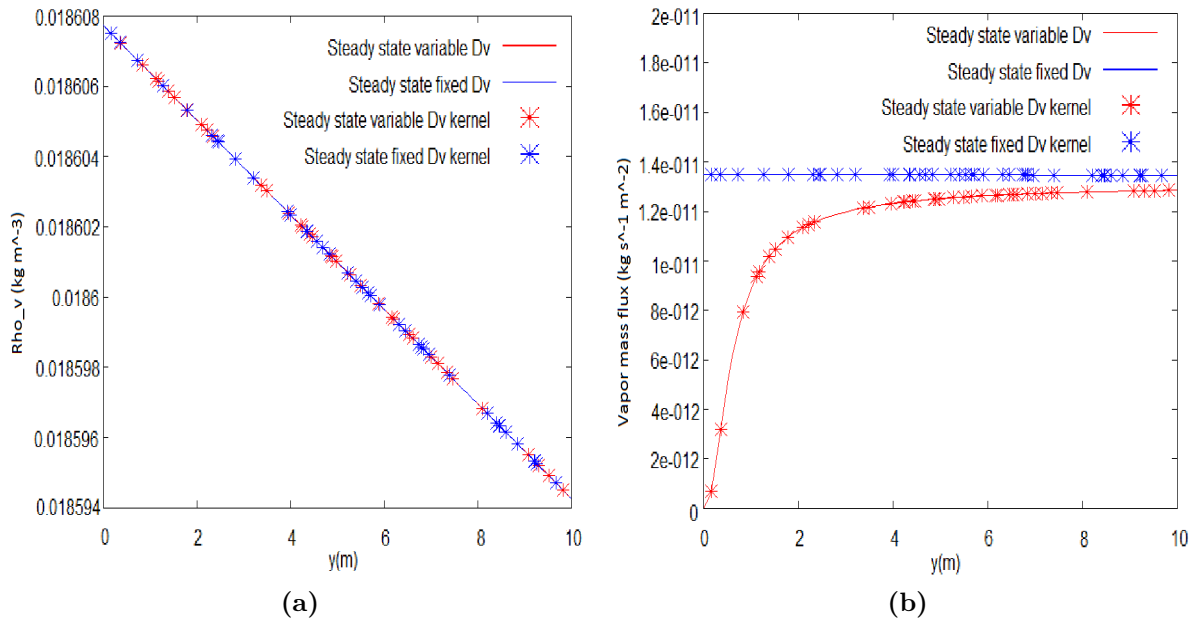 0.018608
0.018606
0.018604
0.018602
0.0186
0.018598
0.018596
0.018594
Rho_v (kg m^-3)
Steady state variable Dv
Steady state fixed Dv
Steady state variable Dv kernel
Steady state fixed Dv kernel
0 2 4 6 8 10
y(m)
(a)
2e-011
1.8e-011
1.6e-011
1.4e-011
1.2e-011
1e-011
8e-012
6e-012
4e-012
2e-012
0
Vapor mass flux (kg s^-1 m^-2)
Steady state variable Dv
Steady state fixed Dv
Steady state variable Dv kernel
Steady state fixed Dv kernel
0 2 4 6 8 10
y(m)
(b)